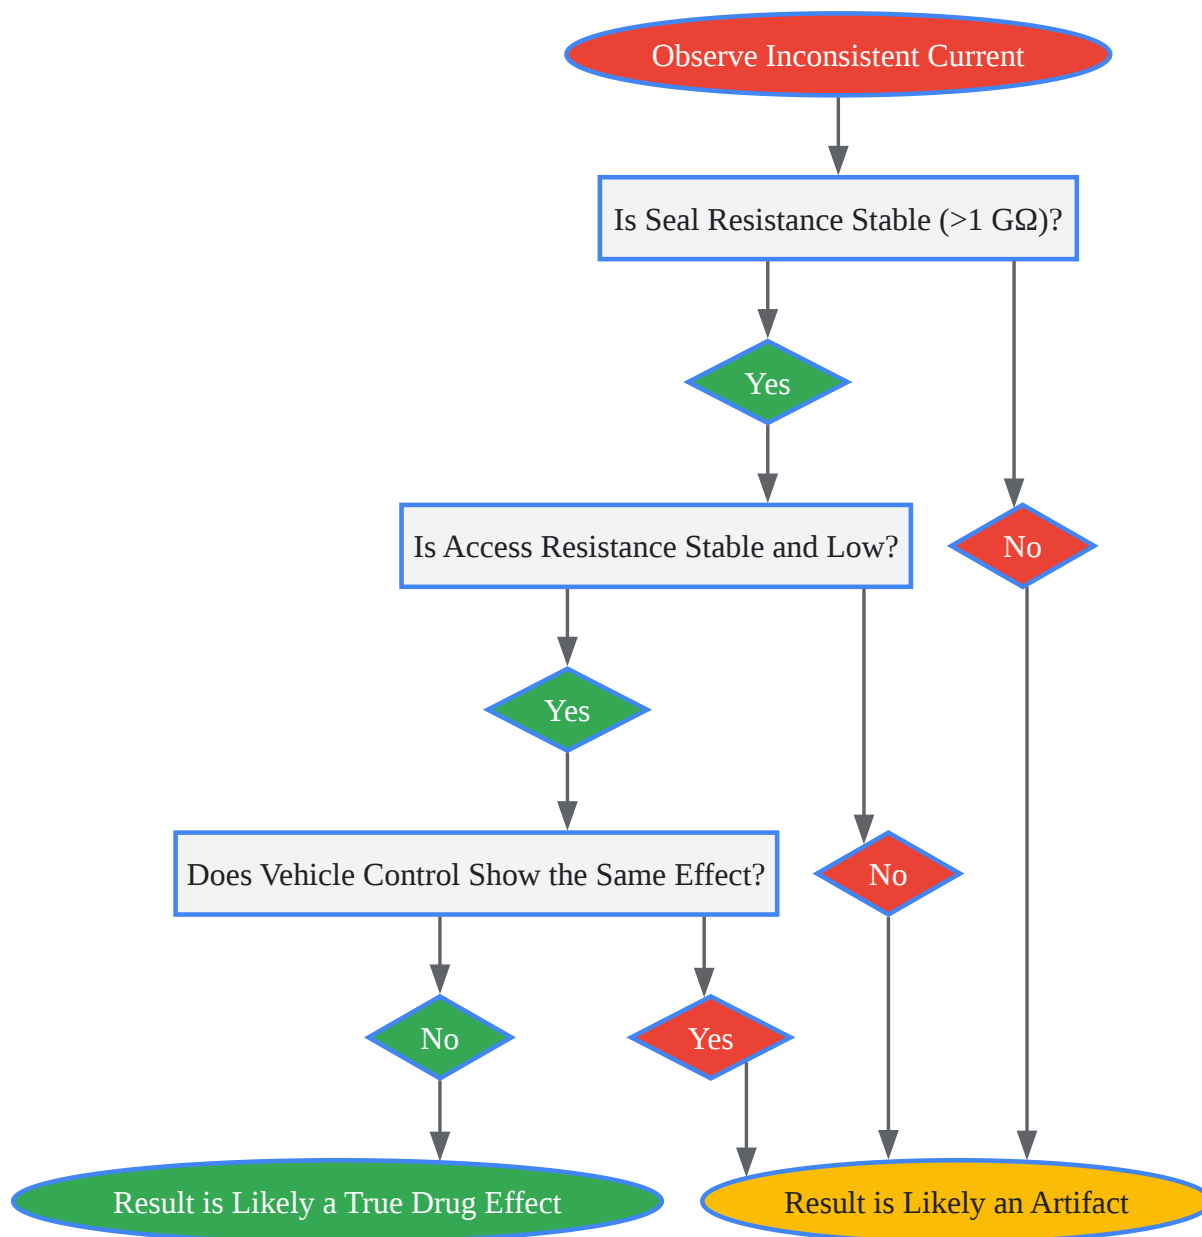 Observe Inconsistent Current
Is Seal Resistance Stable (>1 GΩ)?
Yes
Is Access Resistance Stable and Low?
No
Yes
Does Vehicle Control Show the Same Effect?
No
No
Yes
Result is Likely a True Drug Effect
Result is Likely an Artifact